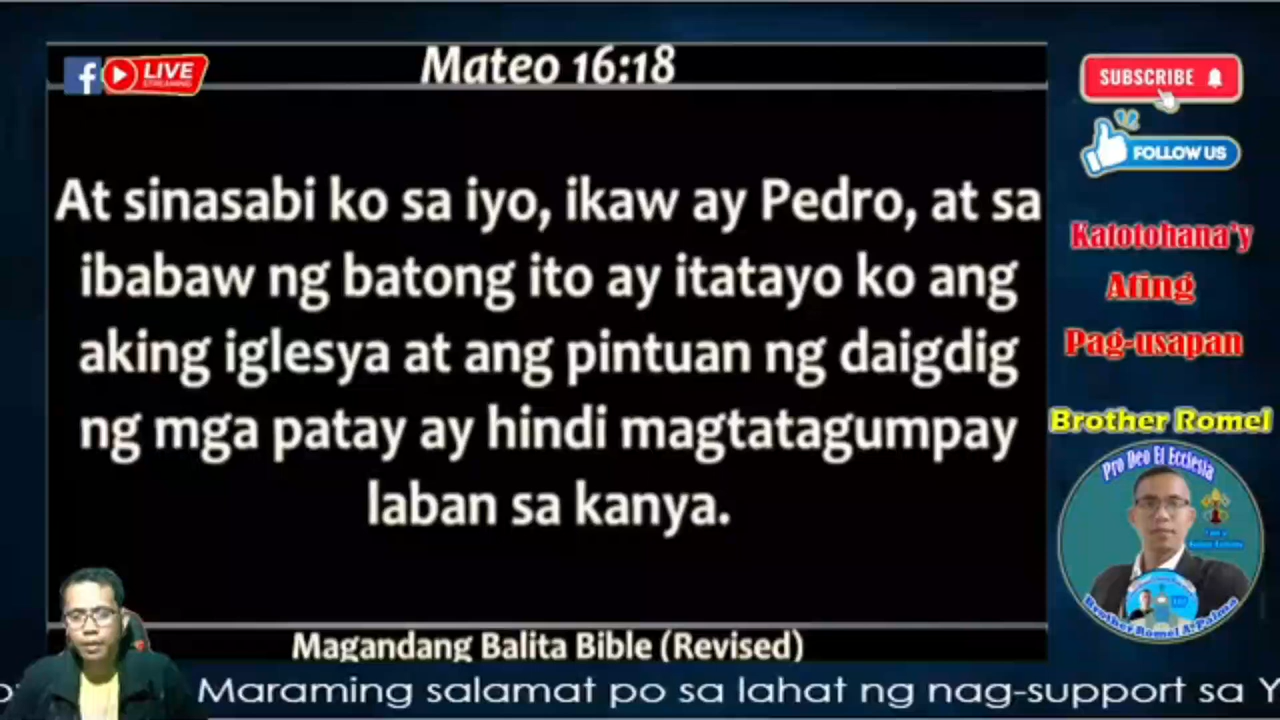 Mateo 16:18
f LIVE
STREAMING
At sinasabi ko sa iyo, ikaw ay Pedro, at sa
ibabaw ng batong ito ay itatayo ko ang
aking iglesya at ang pintuan ng daigdig
ng mga patay ay hindi magtatagumpay
laban sa kanya.
Magandang Balita Bible (Revised)
SUBSCRIBE
FOLLOW US
Katotohana'y
Ating
Pag-usapan
Brother Romel
Pro Deo Et Ecclesia
Maraming salamat po sa lahat ng nag-support sa Y